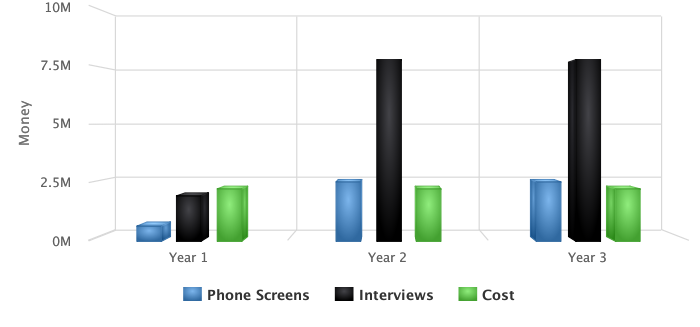 10M
7.5M
5M
2.5M
0M
Money
Year 1 Year 2 Year 3
Phone Screens Interviews Cost